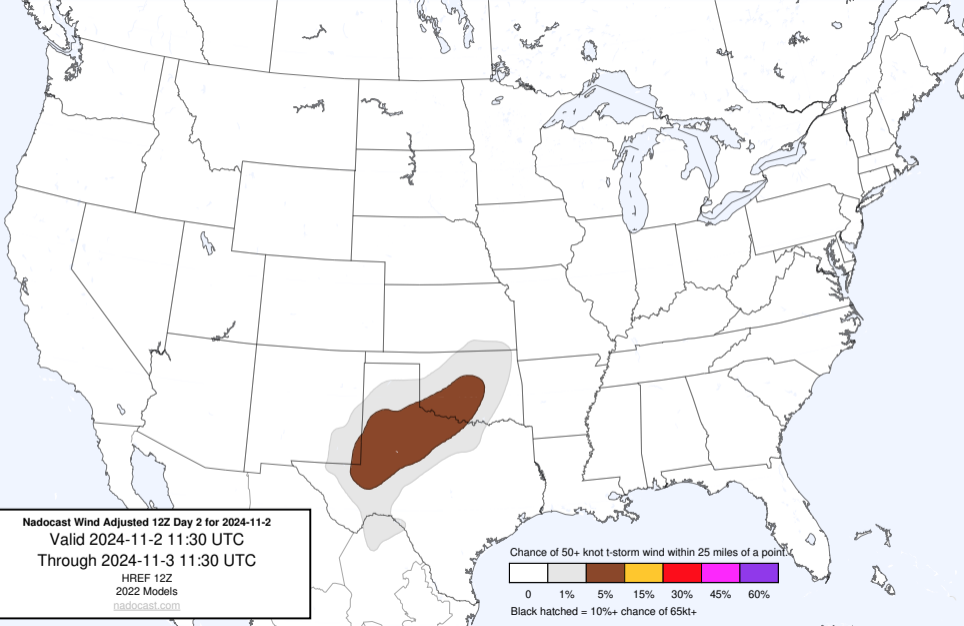 Nadocast Wind Adjusted 12Z Day 2 for 2024-11-2
Valid 2024-11-2 11:30 UTC
Through 2024-11-3 11:30 UTC
HREF 12Z
2022 Models
nadocast.com
Chance of 50+ knot t-storm wind within 25 miles of a point.
0 1% 5% 15% 30% 45% 60%
Black hatched = 10%+ chance of 65kt+